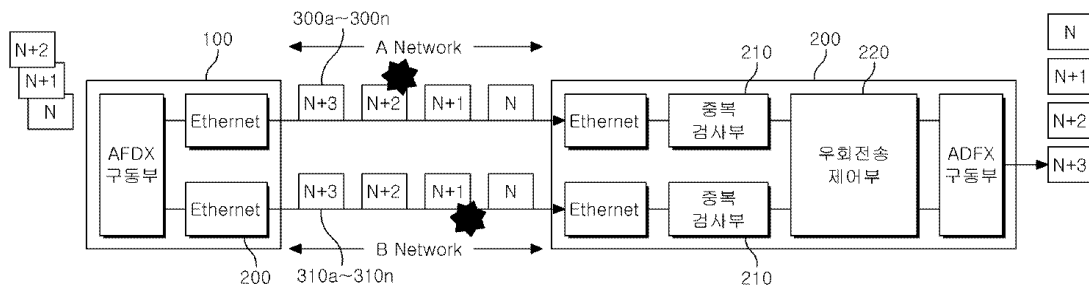 N+2
N+1
N
100
AFDX
구동부
Ethernet
Ethernet
200
300a~300n
A Network
N+3
N+2
N+1
N
N+3
N+2
N+1
N
B Network
310a~310n
210
200
220
Ethernet
중복
검사부
Ethernet
중복
검사부
210
우회전송
제어부
ADFX
구동부
N
N+1
N+2
N+3